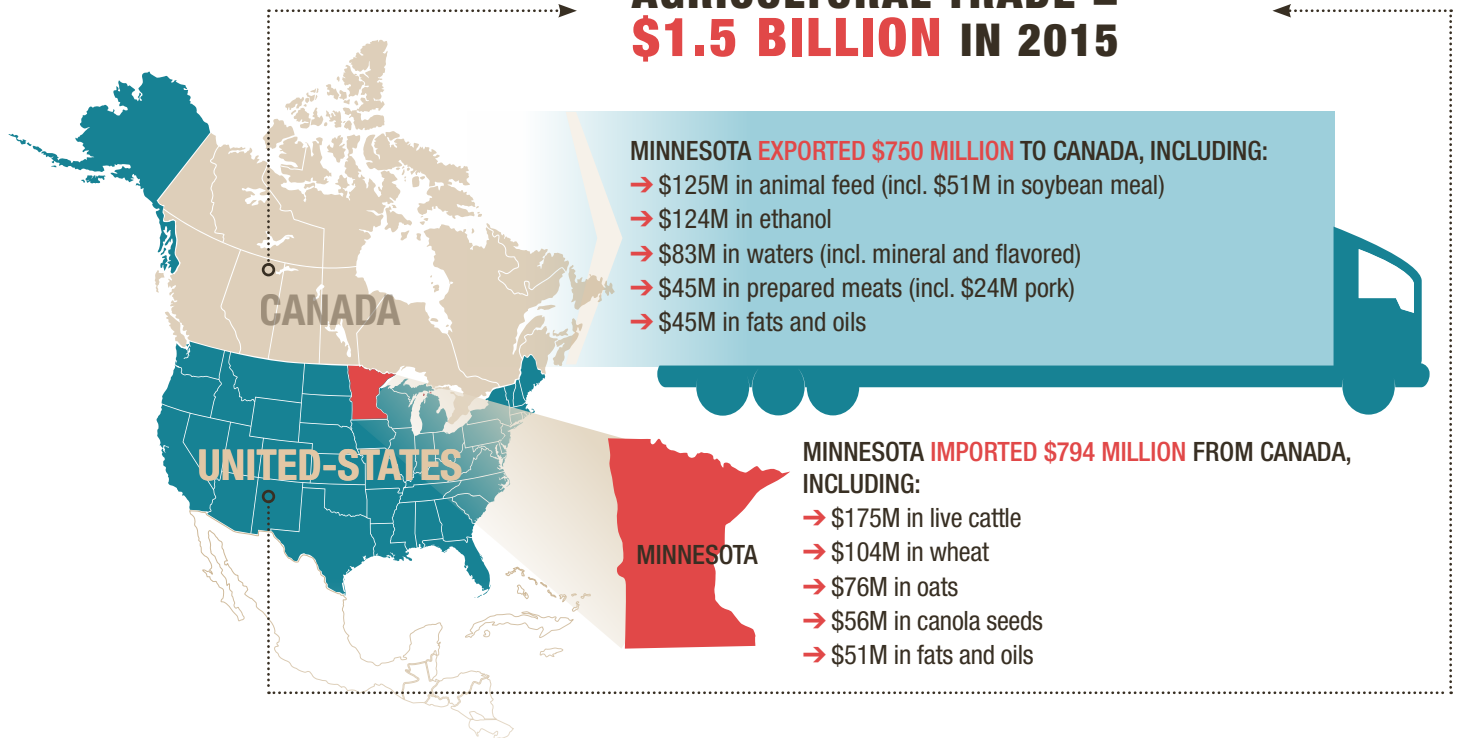 AGRICULTURAL TRADE =
$1.5 BILLION IN 2015
MINNESOTA EXPORTED $750 MILLION TO CANADA, INCLUDING:
➔ $125M in animal feed (incl. $51M in soybean meal)
➔ $124M in ethanol
➔ $83M in waters (incl. mineral and flavored)
➔ $45M in prepared meats (incl. $24M pork)
➔ $45M in fats and oils
CANADA
UNITED-STATES
MINNESOTA
MINNESOTA IMPORTED $794 MILLION FROM CANADA,
INCLUDING:
➔ $175M in live cattle
➔ $104M in wheat
➔ $76M in oats
➔ $56M in canola seeds
➔ $51M in fats and oils